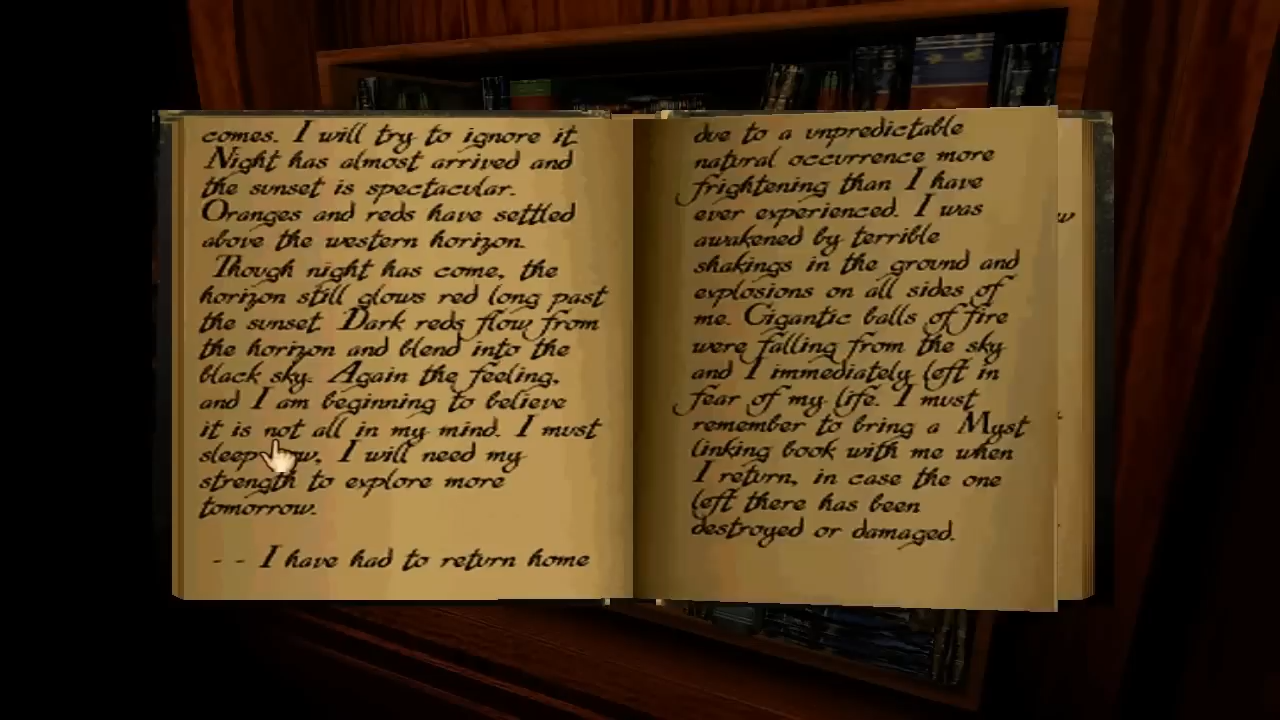 comes. I will try to ignore it.
Night has almost arrived and
the sunset is spectacular.
Oranges and reds have settled
above the western horizon.
Though night has come, the
horizon still glows red long past
the sunset. Dark reds flow from
the horizon and blend into the
black sky. Again the feeling,
and I am beginning to believe
it is not all in my mind. I must
sleep now, I will need my
strength to explore more
tomorrow.
- - I have had to return home
due to a unpredictable
natural occurrence more
frightening than I have
ever experienced. I was
awakened by terrible
shakings in the ground and
explosions on all sides of
me. Gigantic balls of fire
were falling from the sky
and I immediately left in
fear of my life. I must
remember to bring a Myst
linking book with me when
I return, in case the one
left there has been
destroyed or damaged.